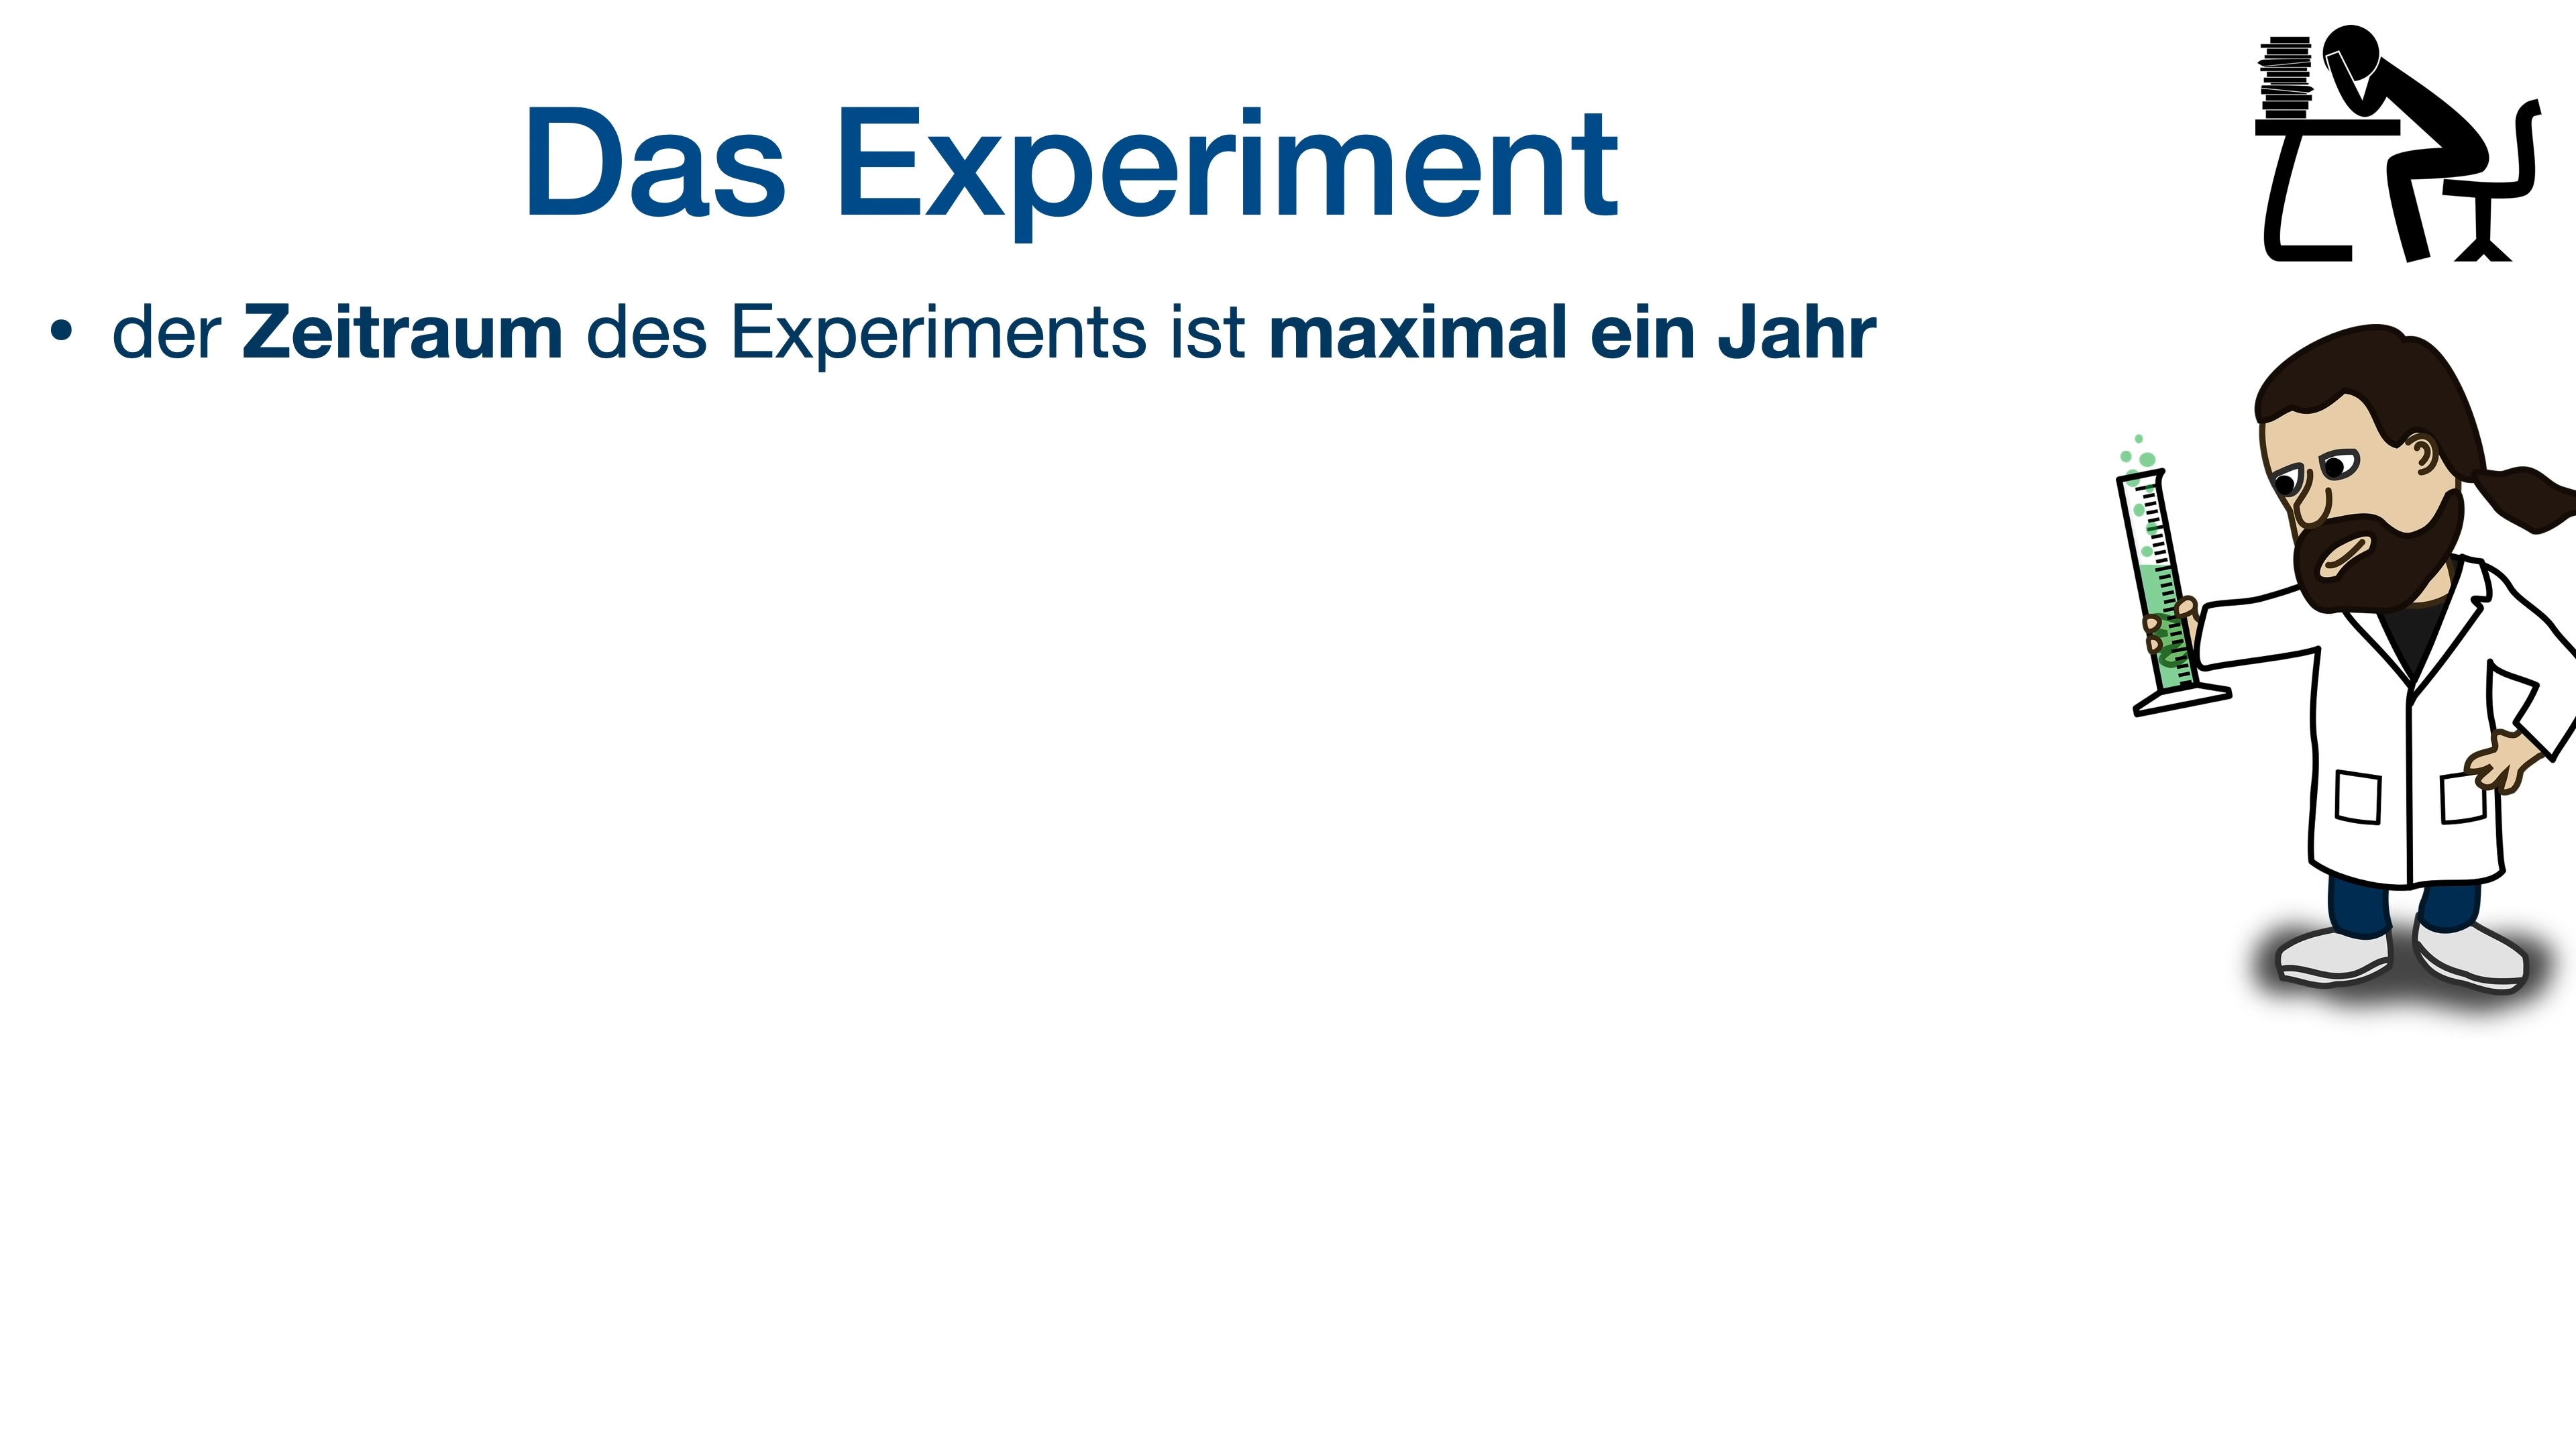 Das Experiment
• der Zeitraum des Experiments ist maximal ein Jahr